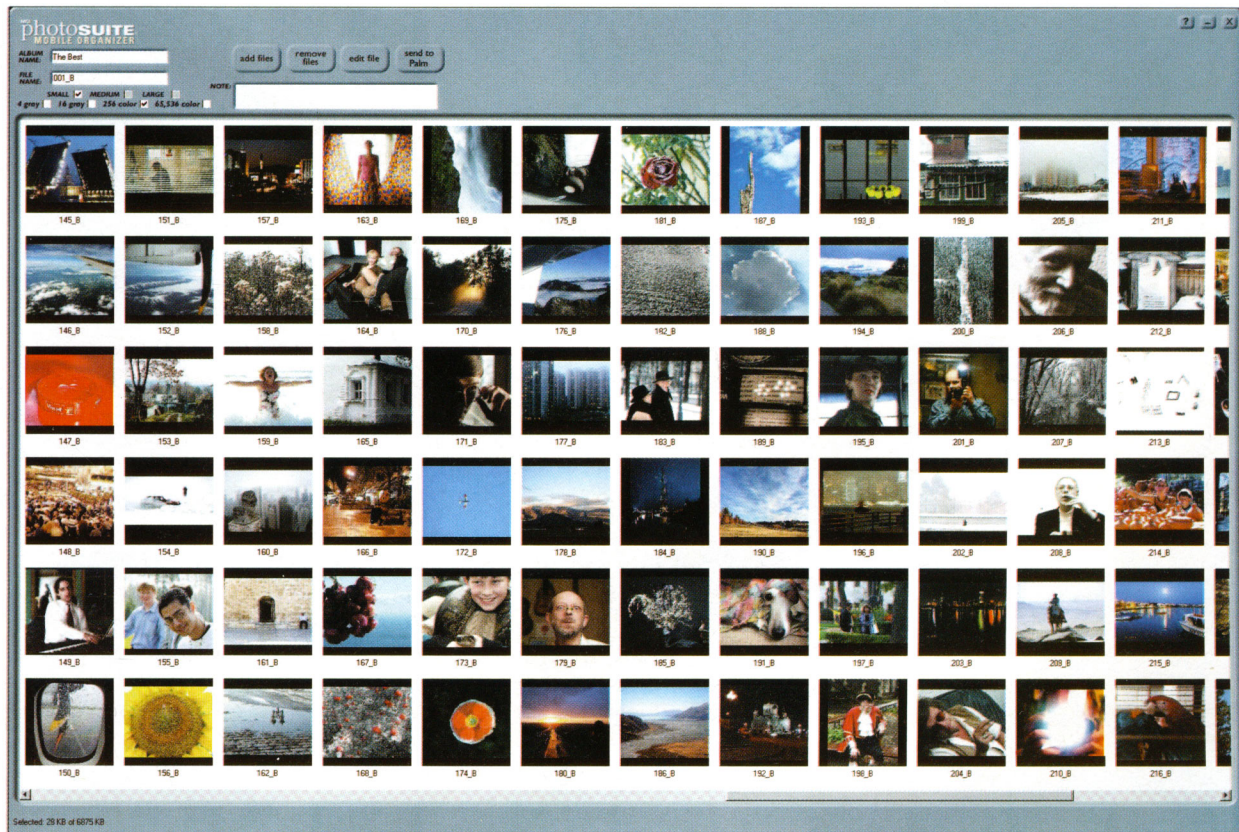 MGI
photoSUITE
MOBILE ORGANIZER
? – X
ALBUM NAME: The Best
FILE NAME: 001_B
add files
remove files
edit file
send to Palm
NOTE:
SMALL MEDIUM LARGE
4 gray 16 gray 256 color 65,536 color
145_B 151_B 157_B 163_B 169_B 175_B 181_B 187_B 193_B 199_B 205_B 211_B
146_B 152_B 158_B 164_B 170_B 176_B 182_B 188_B 194_B 200_B 206_B 212_B
147_B 153_B 159_B 165_B 171_B 177_B 183_B 189_B 195_B 201_B 207_B 213_B
148_B 154_B 160_B 166_B 172_B 178_B 184_B 190_B 196_B 202_B 208_B 214_B
149_B 155_B 161_B 167_B 173_B 179_B 185_B 191_B 197_B 203_B 209_B 215_B
150_B 156_B 162_B 168_B 174_B 180_B 186_B 192_B 198_B 204_B 210_B 216_B
Selected: 28 KB of 6875 KB